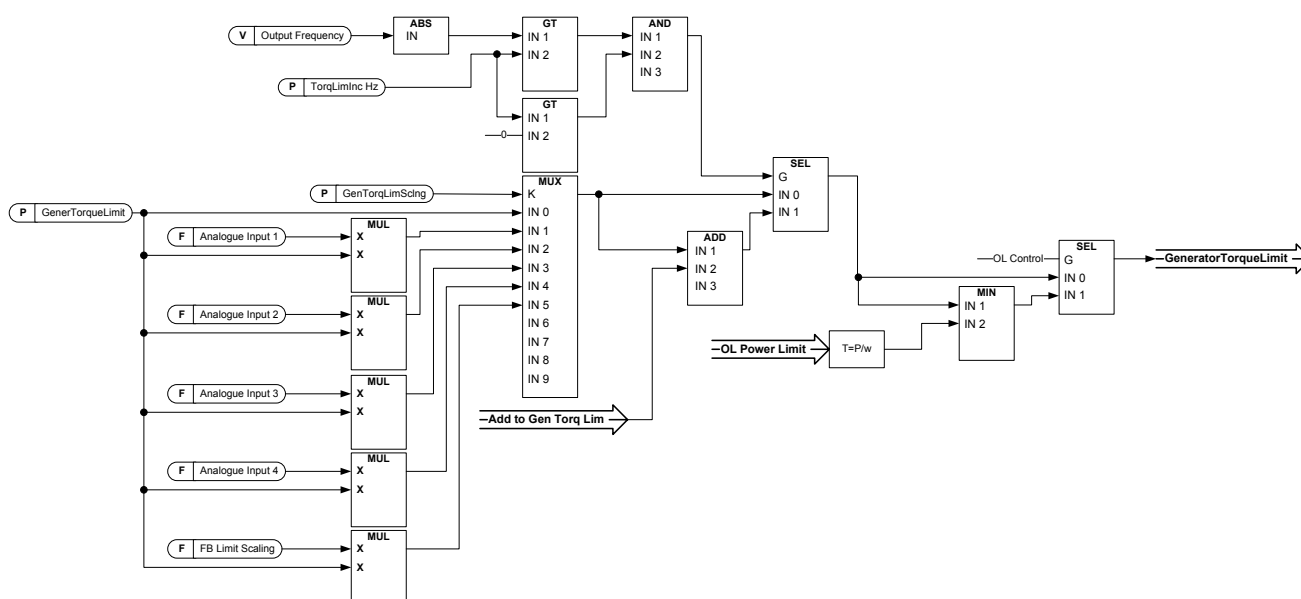 ABS
IN
V Output Frequency
P TorqLimInc Hz
GT
IN 1
IN 2
GT
IN 1
0 IN 2
AND
IN 1
IN 2
IN 3
P GenTorqLimSclng
P GenerTorqueLimit
MUX
K
IN 0
IN 1
IN 2
IN 3
IN 4
IN 5
IN 6
IN 7
IN 8
IN 9
F Analogue Input 1
MUL
X
X
F Analogue Input 2
MUL
X
X
F Analogue Input 3
MUL
X
X
F Analogue Input 4
MUL
X
X
F FB Limit Scaling
MUL
X
X
Add to Gen Torq Lim
ADD
IN 1
IN 2
IN 3
SEL
G
IN 0
IN 1
OL Power Limit
T=P/w
MIN
IN 1
IN 2
OL Control
SEL
G
IN 0
IN 1
GeneratorTorqueLimit